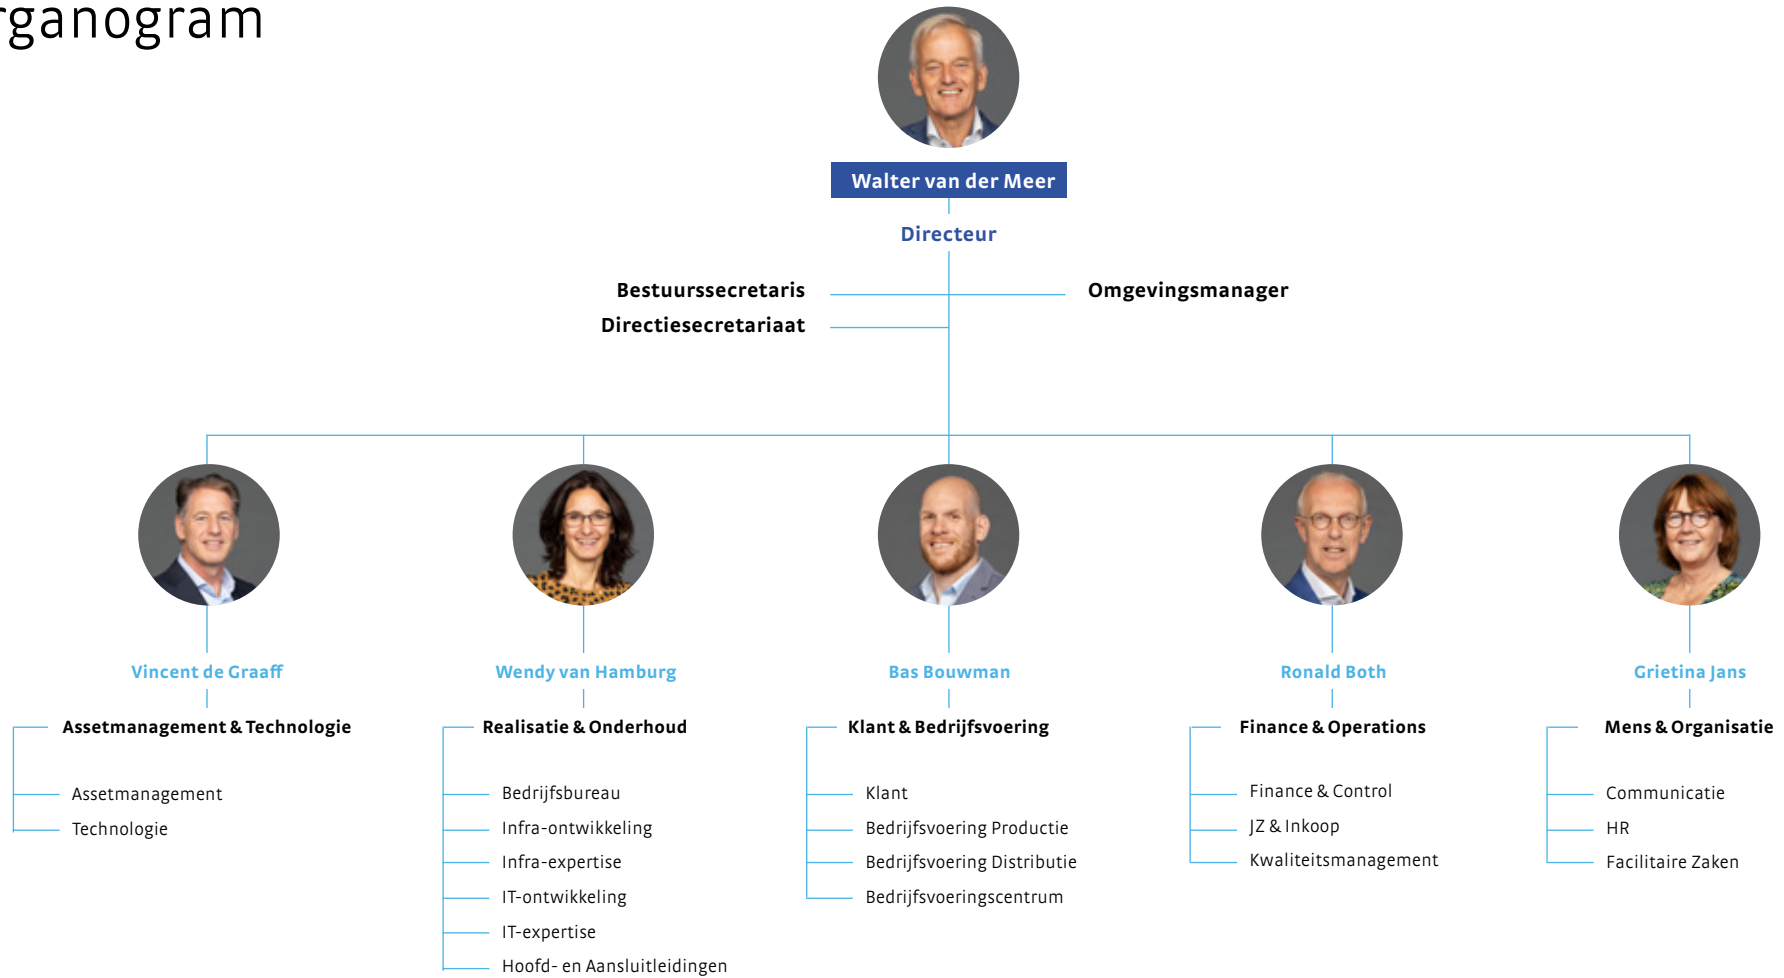 rganogram
Walter van der Meer
Directeur
Bestuurssecretaris
Omgevingsmanager
Directiesecretariaat
Vincent de Graaff
Wendy van Hamburg
Bas Bouwman
Ronald Both
Grietina Jans
Assetmanagement & Technologie
Realisatie & Onderhoud
Klant & Bedrijfsvoering
Finance & Operations
Mens & Organisatie
Assetmanagement
Technologie
Bedrijfsbureau
Infra-ontwikkeling
Infra-expertise
IT-ontwikkeling
IT-expertise
Hoofd- en Aansluitleidingen
Klant
Bedrijfsvoering Productie
Bedrijfsvoering Distributie
Bedrijfsvoeringscentrum
Finance & Control
JZ & Inkoop
Kwaliteitsmanagement
Communicatie
HR
Facilitaire Zaken